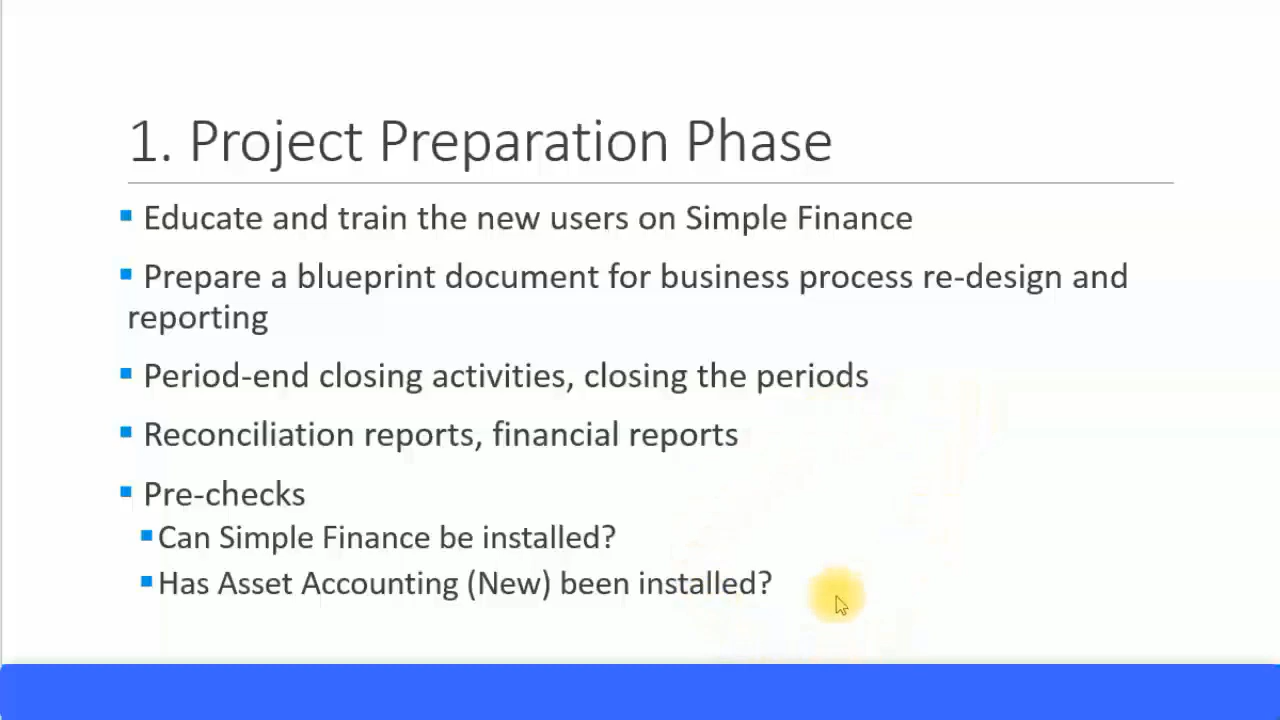 1. Project Preparation Phase
▪ Educate and train the new users on Simple Finance
▪ Prepare a blueprint document for business process re-design and
reporting
▪ Period-end closing activities, closing the periods
▪ Reconciliation reports, financial reports
▪ Pre-checks
▪ Can Simple Finance be installed?
▪ Has Asset Accounting (New) been installed?